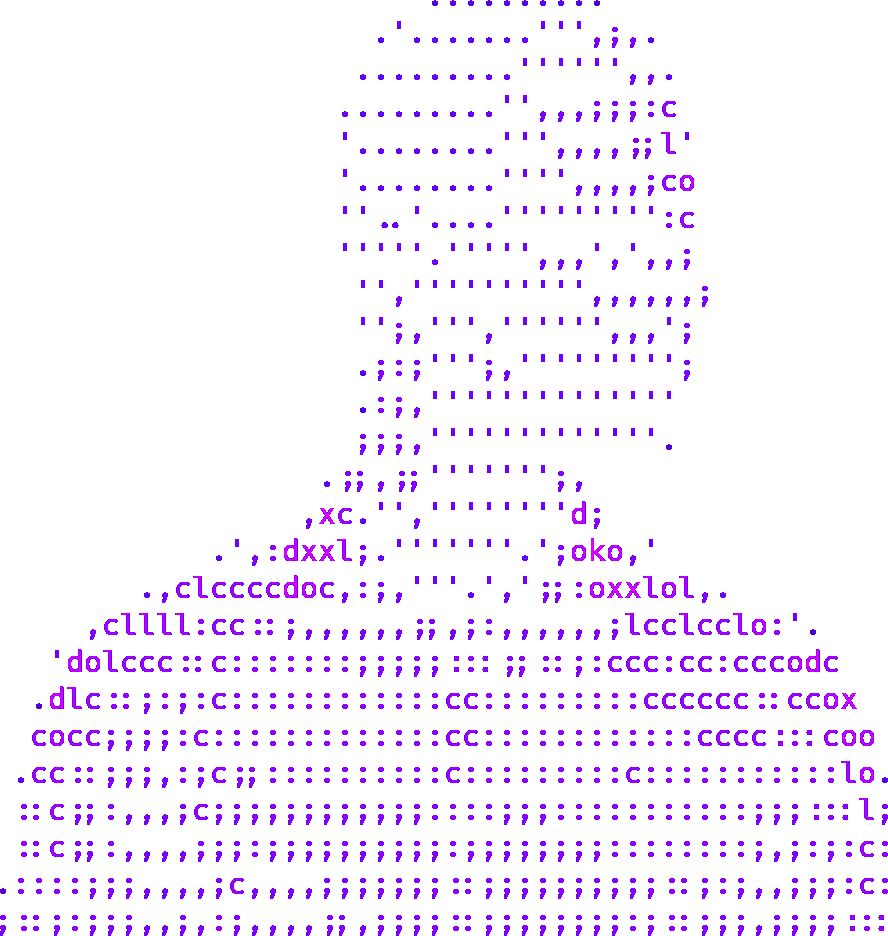 ..........
.'.......''',;,.
.........'''''',,.
.........'',,,;;;:c
'........''',,,,;;l'
'........'''',,,,;co
''..'....''''''''':c
'''''.''''',,,',',,;
'',''''''''',,,,,,;
'';,''','''''',,,';
.;:;''';,''''''''';
.:;,''''''''''''''
;;;,'''''''''''''.
.;;,;;''''''';,
,xc.'',''''''''d;
.',:dxxl;.'''''''.';oko,'
.,clccccdoc,:;,'''.',';;:oxxlol,.
,cllll:cc::;,,,,,,;;,;:,,,,,,;lcclcclo:'.
'dolccc::c:::::::;;;;;:::;;::;:ccc:cc:cccodc
.dlc::;:;:c::::::::::::cc:::::::::cccccc::ccox
cocc;;;;:c:::::::::::::cc::::::::::::cccc:::coo
.cc::;;;,:;c;;::::::::::c:::::::::c:::::::::::lo.
::c;;:,,,;c;;;;;;;;;;;;:::;;;:::::::::::;;;:::l;
::c;;:,,,,;;;:;;;;;;;;;;;:;;;;;;;::::::::;,;:;:c:
.::::;;;,,,,;c,,,,;;;;;;;::;;;;;;;;;;::;:;,,;;;:c:
;::;:;;;,,,,:;,,,,;;,;;;;;::;;;;;;;;:;::;;;,;;;;:::